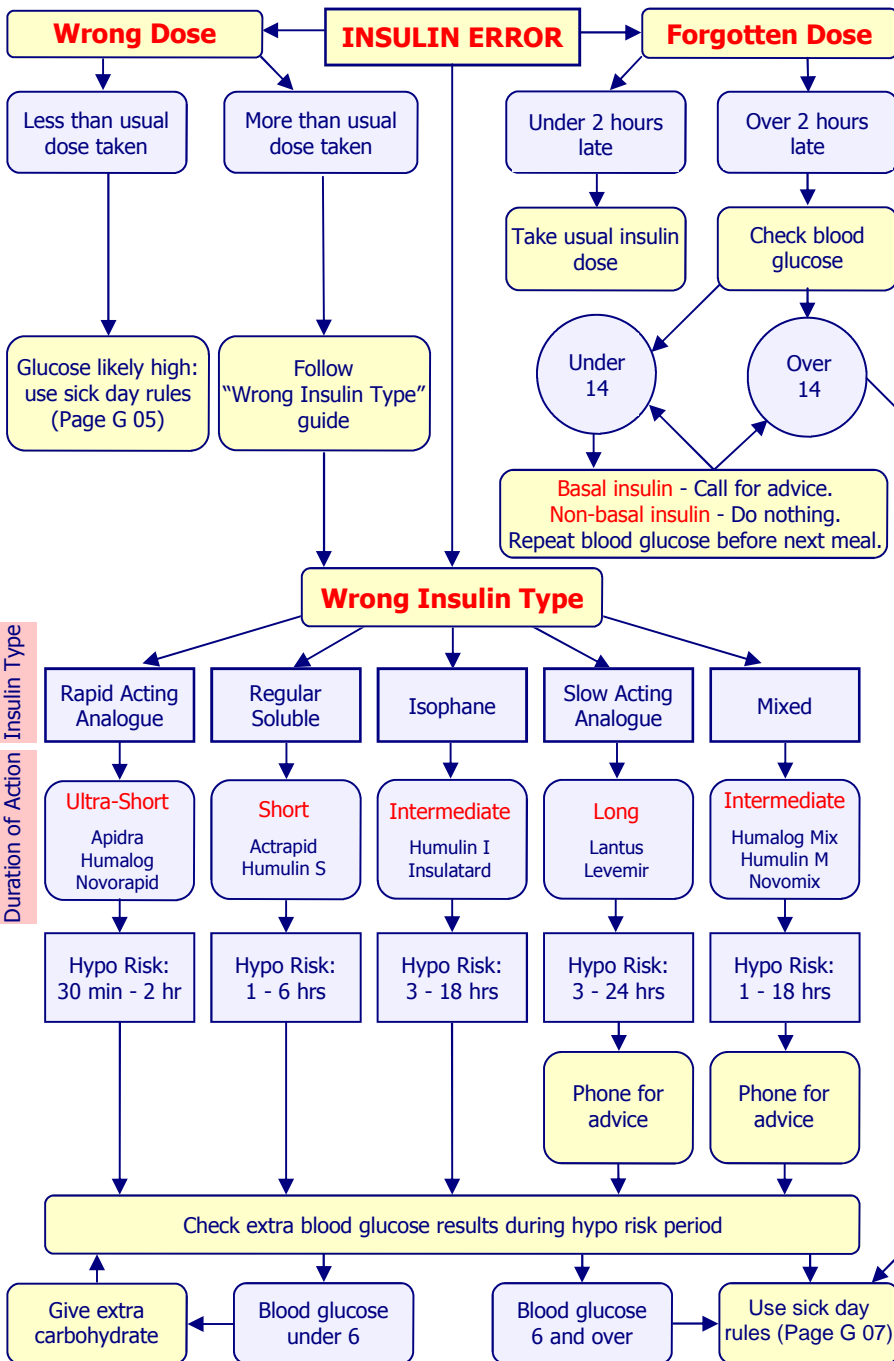 INSULIN ERROR
Wrong Dose
Forgotten Dose
Less than usual
dose taken
More than usual
dose taken
Under 2 hours
late
Over 2 hours
late
Take usual insulin
dose
Check blood
glucose
Glucose likely high:
use sick day rules
(Page G 05)
Follow
“Wrong Insulin Type”
guide
Under
14
Over
14
Basal insulin - Call for advice.
Non-basal insulin - Do nothing.
Repeat blood glucose before next meal.
Wrong Insulin Type
Insulin Type
Rapid Acting
Analogue
Regular
Soluble
Isophane
Slow Acting
Analogue
Mixed
Duration of Action
Ultra-Short
Apidra
Humalog
Novorapid
Short
Actrapid
Humulin S
Intermediate
Humulin I
Insulatard
Long
Lantus
Levemir
Intermediate
Humalog Mix
Humulin M
Novomix
Hypo Risk:
30 min - 2 hr
Hypo Risk:
1 - 6 hrs
Hypo Risk:
3 - 18 hrs
Hypo Risk:
3 - 24 hrs
Hypo Risk:
1 - 18 hrs
Phone for
advice
Phone for
advice
Check extra blood glucose results during hypo risk period
Give extra
carbohydrate
Blood glucose
under 6
Blood glucose
6 and over
Use sick day
rules (Page G 07)